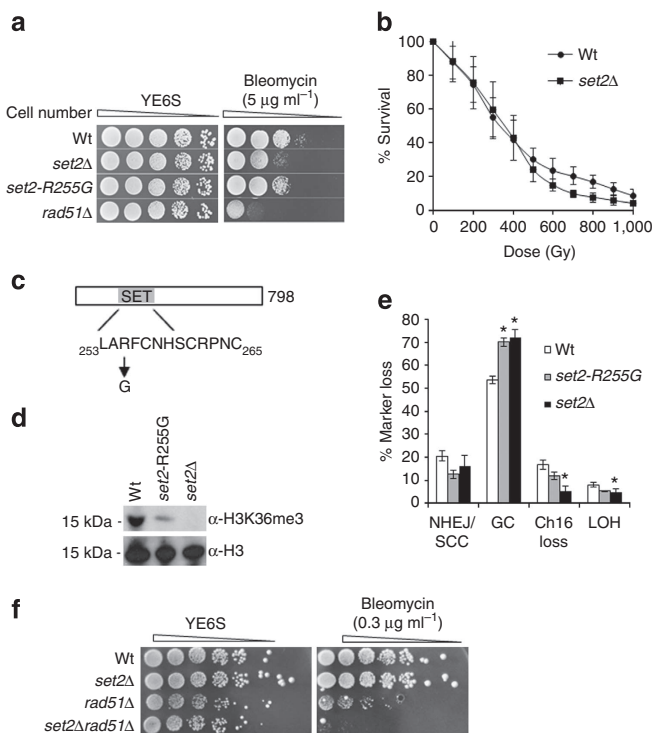 a
YE6S
Bleomycin
(5 µg ml⁻¹)
Cell number
Wt
set2Δ
set2-R255G
rad51Δ
b
100
80
60
40
20
0
% Survival
Wt
set2Δ
0 200 400 600 800 1,000
Dose (Gy)
c
SET
798
253LARFCNHSCRPNC265
G
d
Wt
set2-R255G
set2Δ
15 kDa -
α-H3K36me3
15 kDa -
α-H3
e
80
70
60
50
40
30
20
10
0
% Marker loss
* *
* *
Wt
set2-R255G
set2Δ
NHEJ/
SCC
GC
Ch16
loss
LOH
f
YE6S
Bleomycin
(0.3 µg ml⁻¹)
Wt
set2Δ
rad51Δ
set2Δrad51Δ